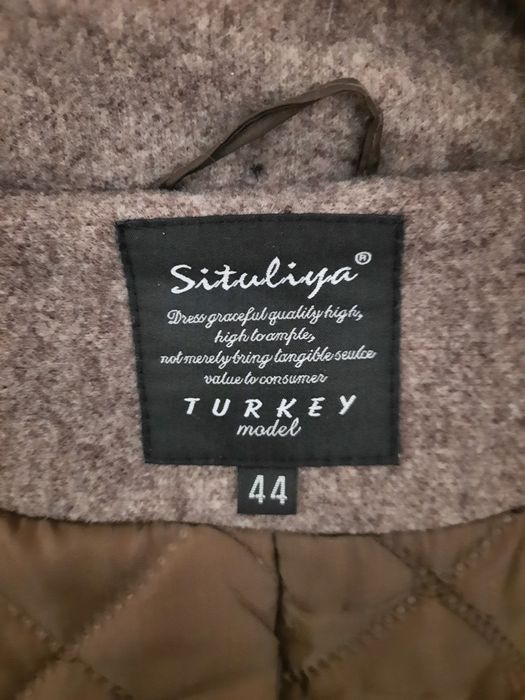 Situliya®
Dress graceful quality high,
high to ample,
not merely bring tangible seulce
value to consumer
TURKEY
model
44